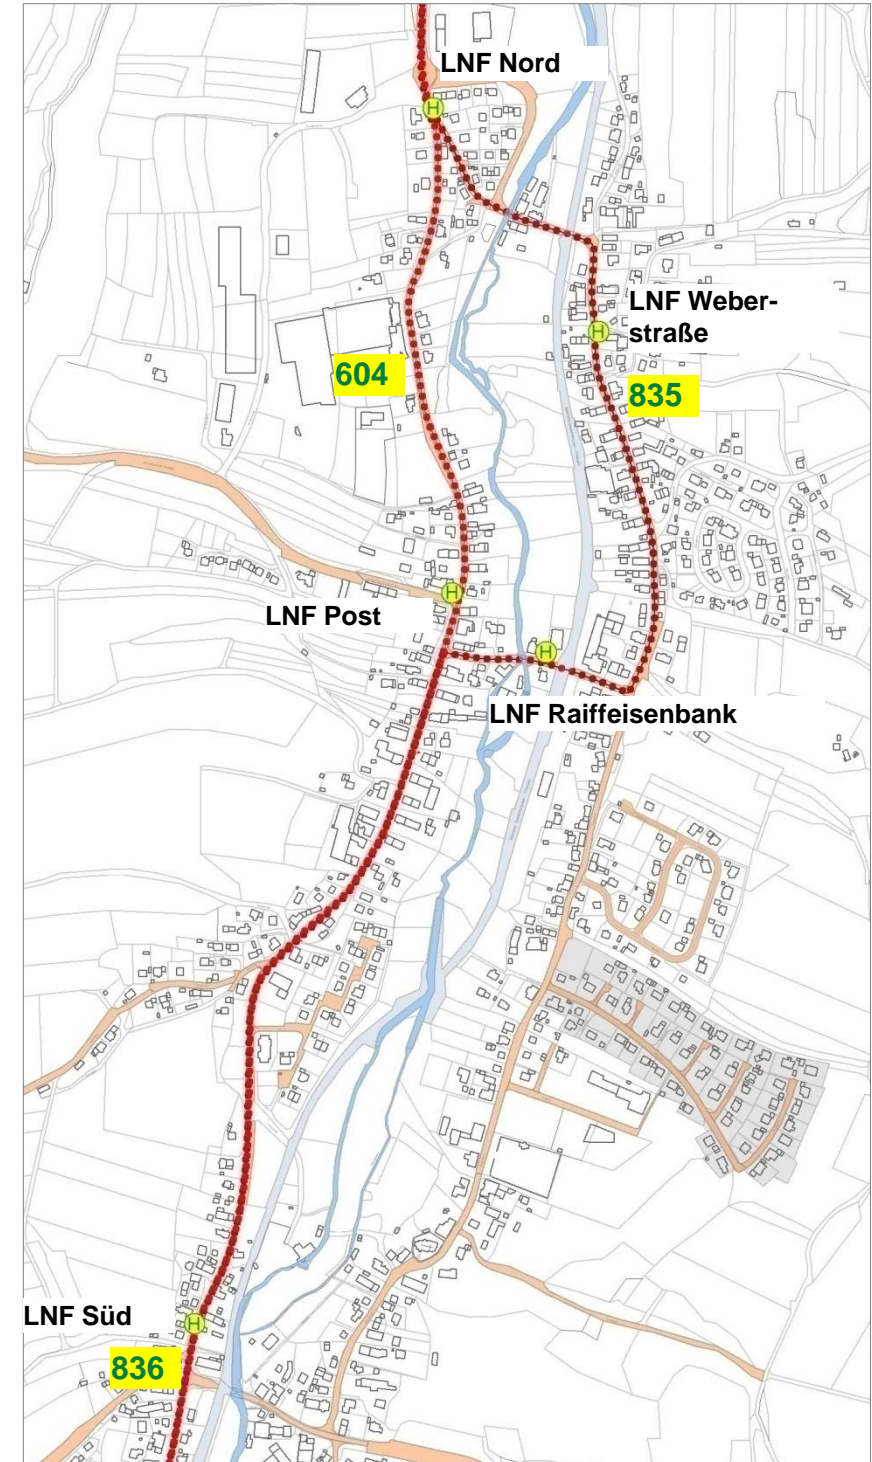 LNF Nord
H
LNF Weber-
straße
H
604
835
H
LNF Post
H
LNF Raiffeisenbank
LNF Süd
H
836